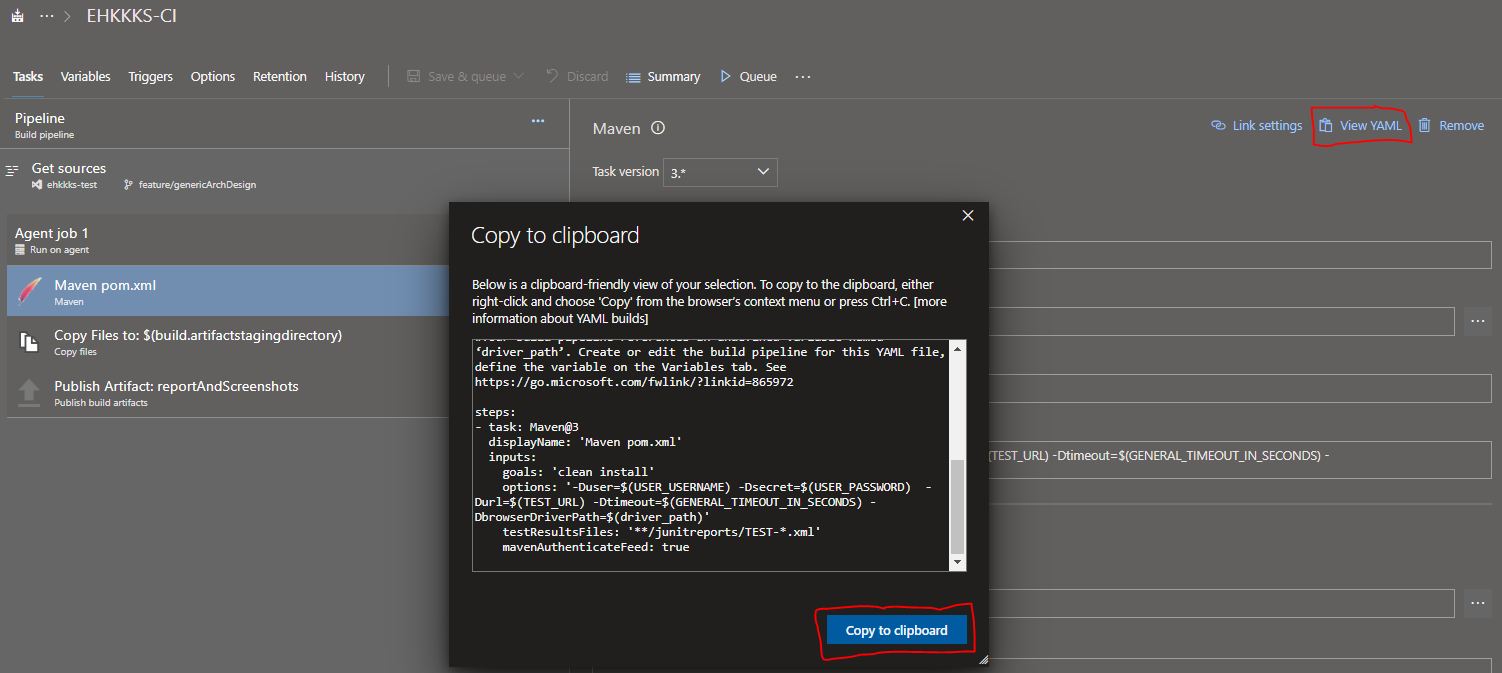 EHKKKS-CI
Tasks Variables Triggers Options Retention History Save & queue Discard Summary Queue
Pipeline
Build pipeline
Get sources
ehkkks-test feature/genericArchDesign
Agent job 1
Run on agent
Maven pom.xml
Maven
Copy Files to: $(build.artifactstagingdirectory)
Copy files
Publish Artifact: reportAndScreenshots
Publish build artifacts
Maven
Link settings View YAML Remove
Task version 3.*
Copy to clipboard
Below is a clipboard-friendly view of your selection. To copy to the clipboard, either
right-click and choose 'Copy' from the browser's context menu or press Ctrl+C. [more
information about YAML builds]
‘driver_path’. Create or edit the build pipeline for this YAML file,
define the variable on the Variables tab. See
https://go.microsoft.com/fwlink/?linkid=865972
steps:
- task: Maven@3
displayName: 'Maven pom.xml'
inputs:
goals: 'clean install'
options: '-Duser=$(USER_USERNAME) -Dsecret=$(USER_PASSWORD)  -
Durl=$(TEST_URL) -Dtimeout=$(GENERAL_TIMEOUT_IN_SECONDS) -
DbrowserDriverPath=$(driver_path)'
testResultsFiles: '**/junitreports/TEST-*.xml'
mavenAuthenticateFeed: true
Copy to clipboard
(TEST_URL) -Dtimeout=$(GENERAL_TIMEOUT_IN_SECONDS) -